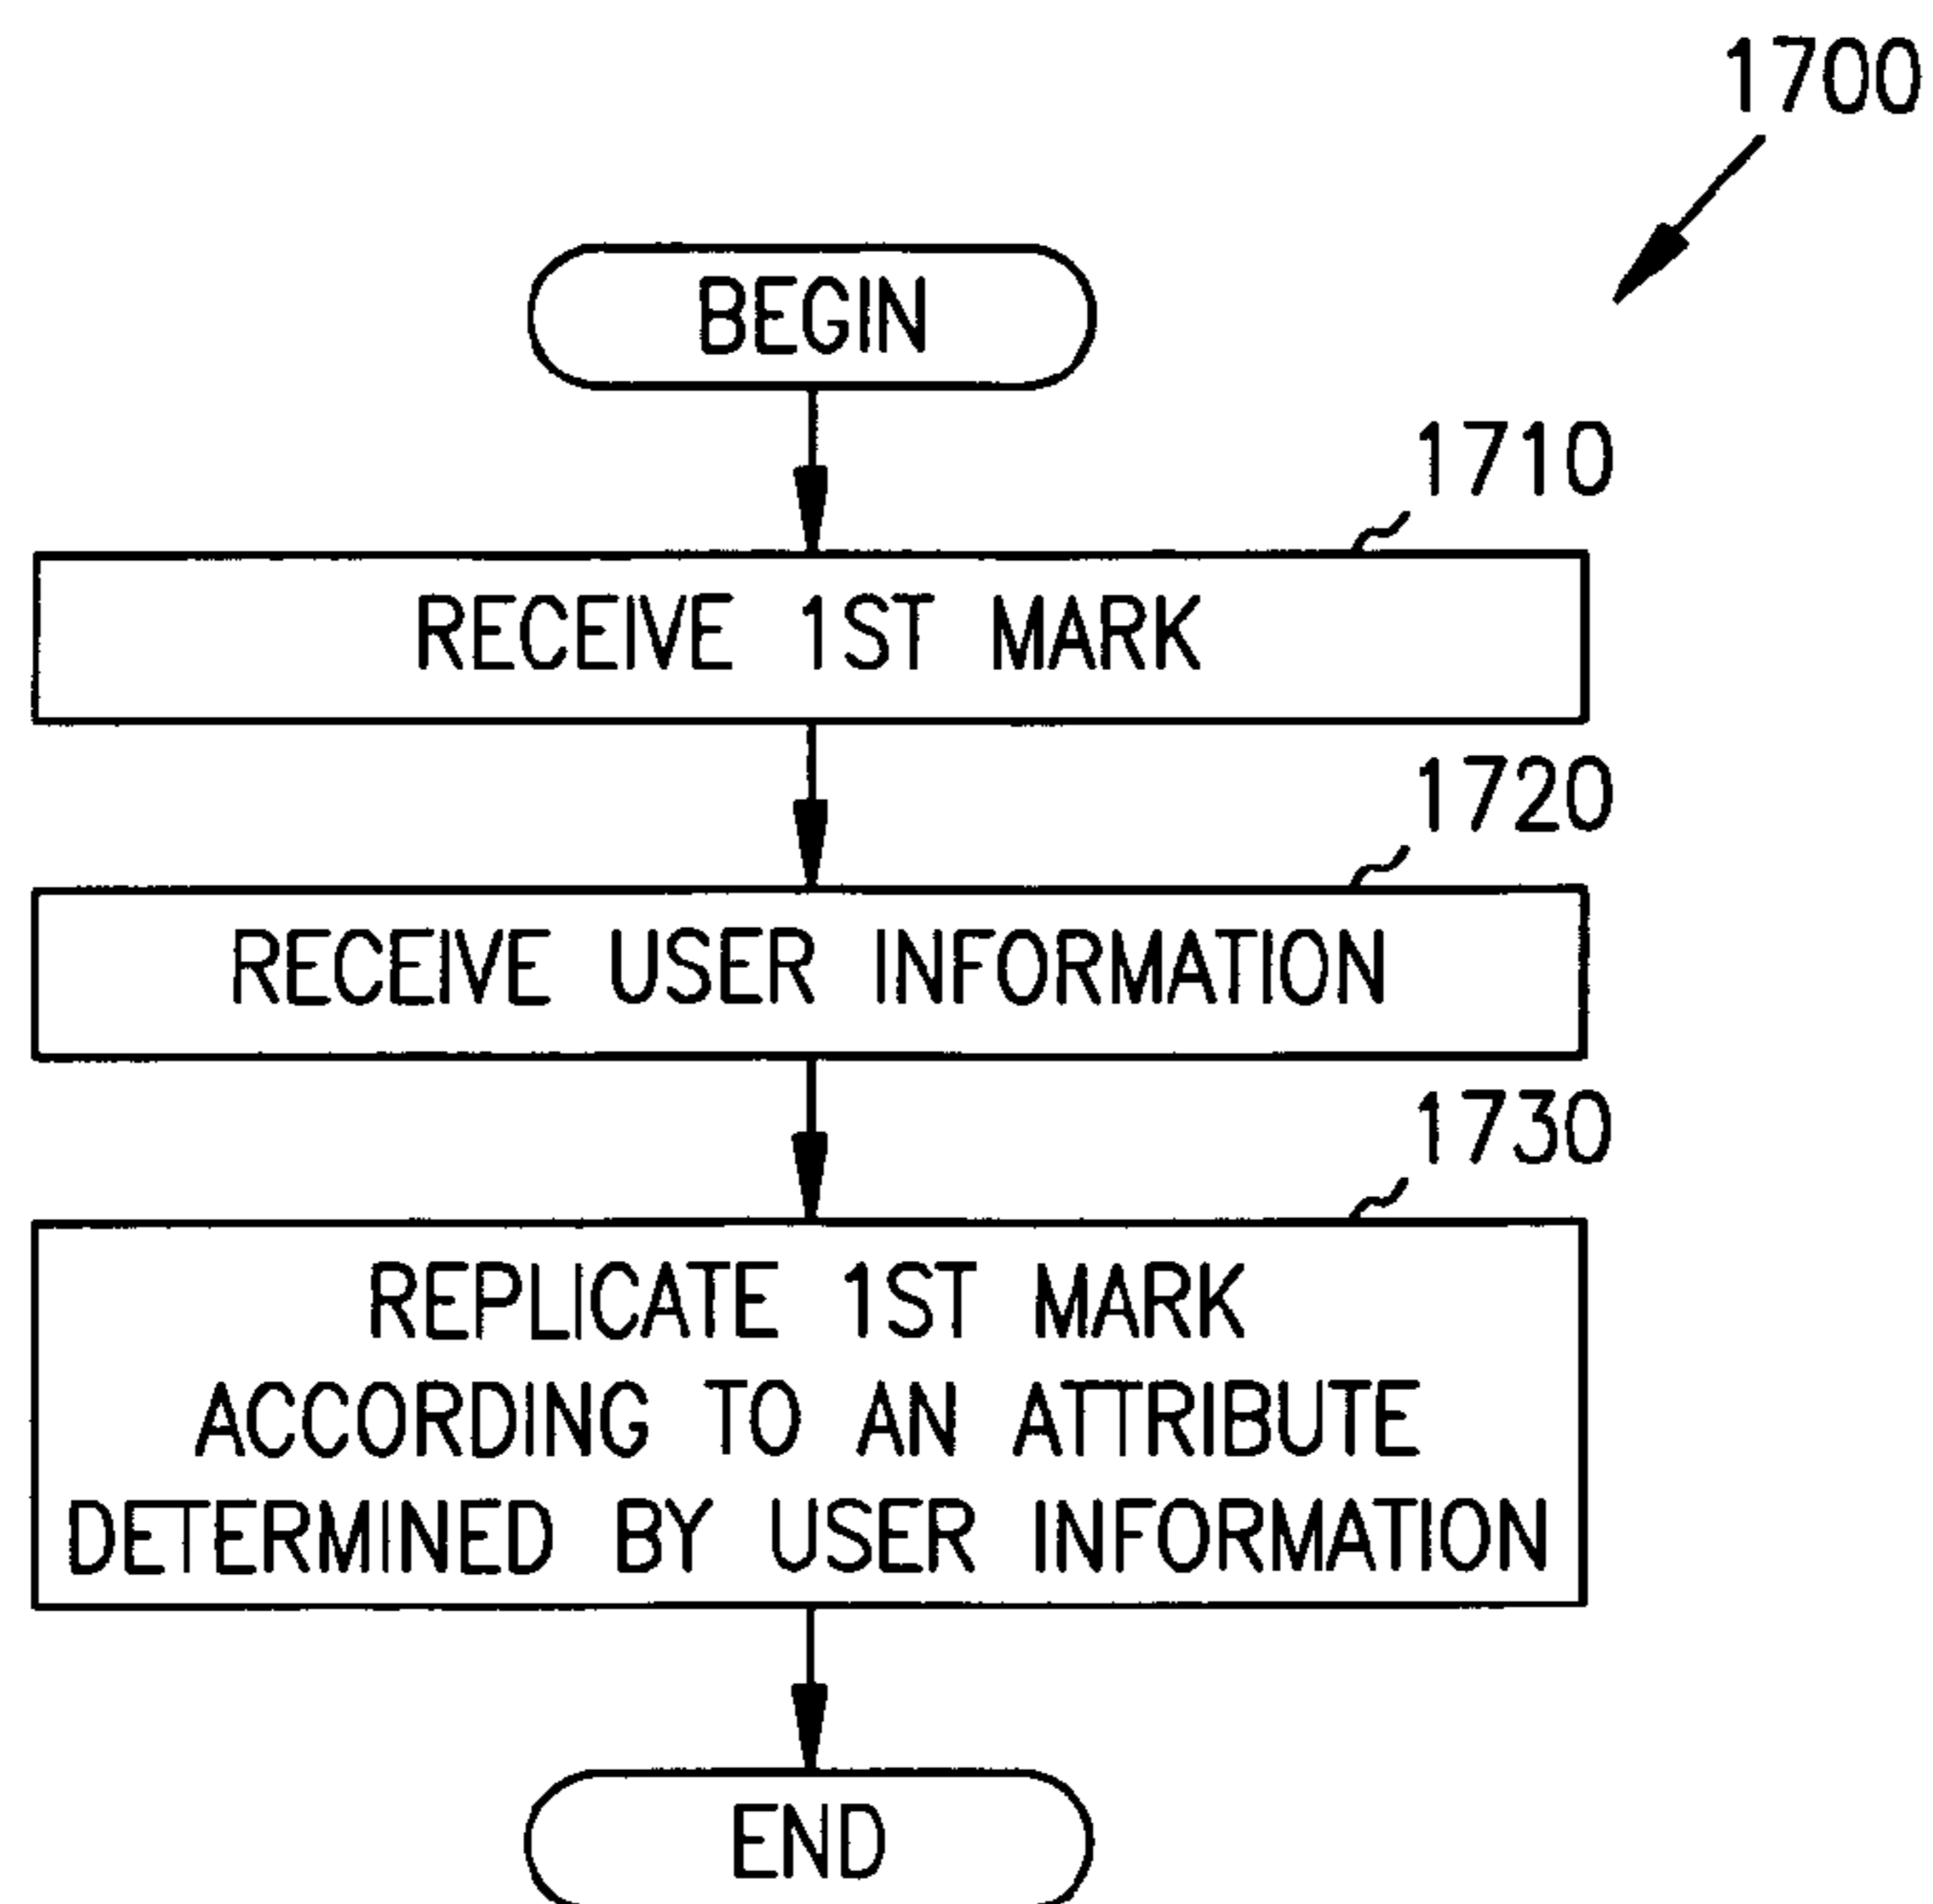 1700
BEGIN
1710
RECEIVE 1ST MARK
1720
RECEIVE USER INFORMATION
1730
REPLICATE 1ST MARK
ACCORDING TO AN ATTRIBUTE
DETERMINED BY USER INFORMATION
END